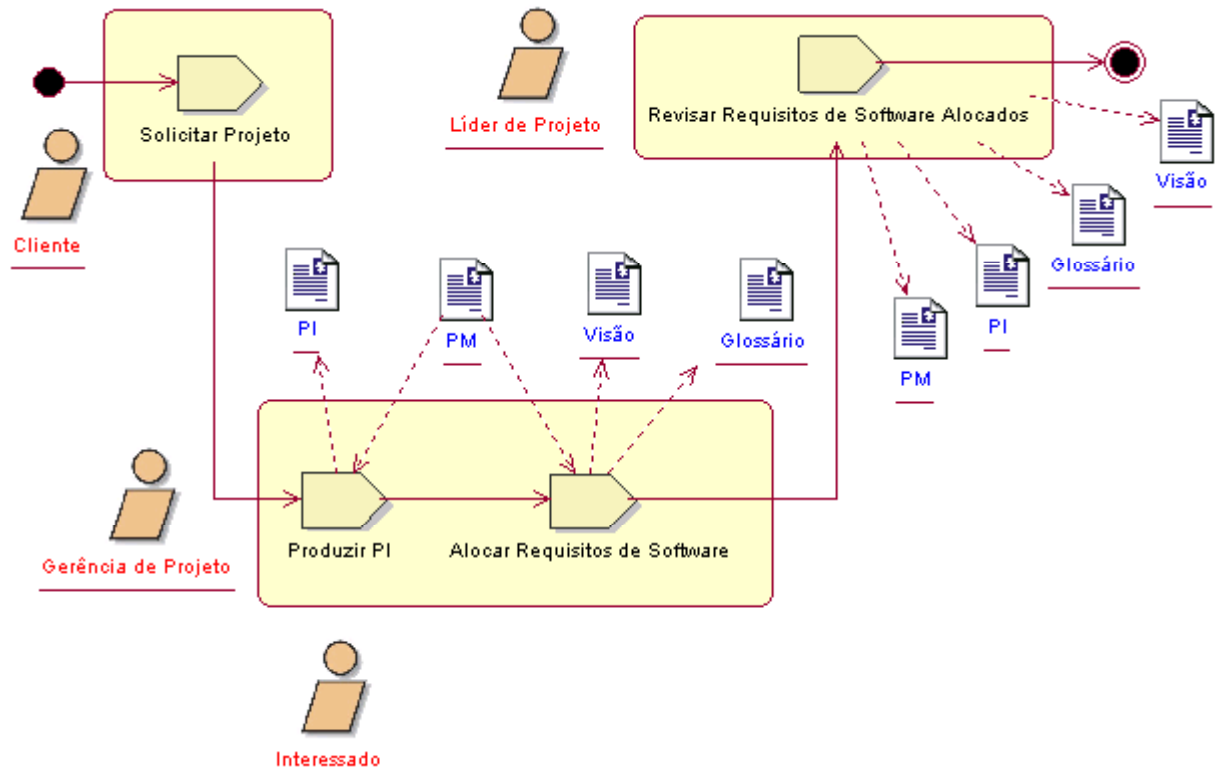 Solicitar Projeto
Líder de Projeto
Revisar Requisitos de Software Alocados
Visão
Cliente
Glossário
PI
PM
Visão
Glossário
PI
PM
Produzir PI
Alocar Requisitos de Software
Gerência de Projeto
Interessado